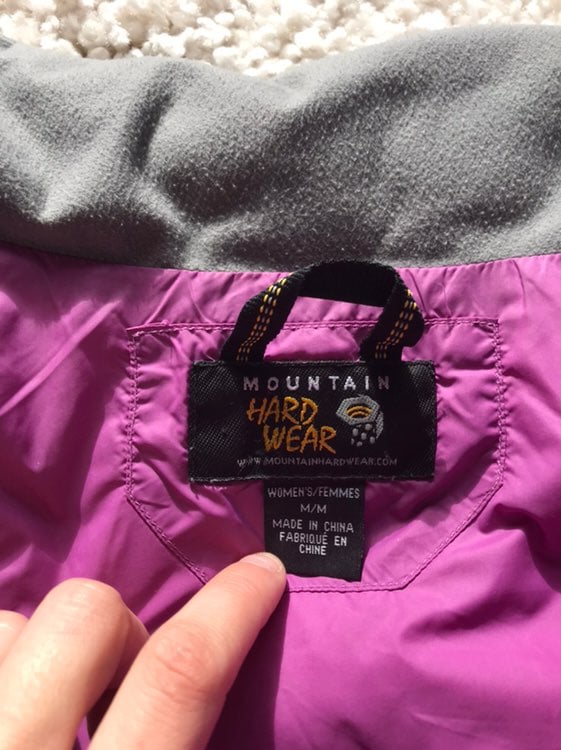 MOUNTAIN
HARD
WEAR
WWW.MOUNTAINHARDWEAR.COM
WOMEN'S/FEMMES
M/M
MADE IN CHINA
FABRIQUÉ EN
CHINE